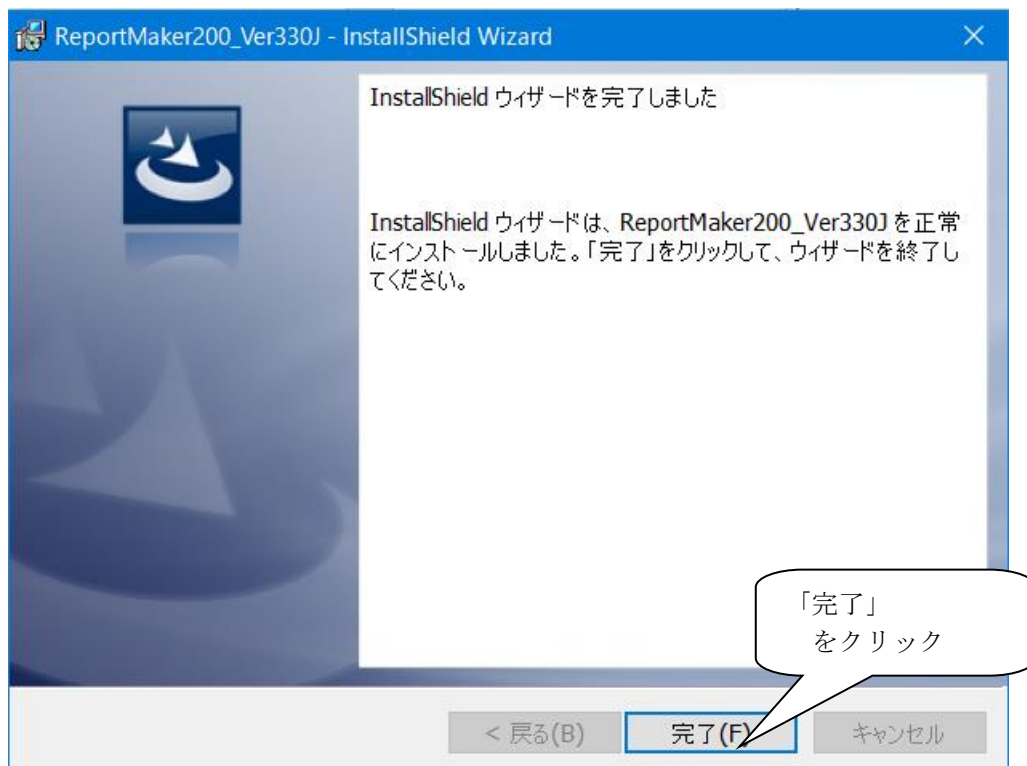 ReportMaker200_Ver330J - InstallShield Wizard
InstallShield ウィザードを完了しました
InstallShield ウィザードは、ReportMaker200_Ver330J を正常
にインストールしました。「完了」をクリックして、ウィザードを終了し
てください。
「完了」
をクリック
< 戻る(B)
完了(F)
キャンセル